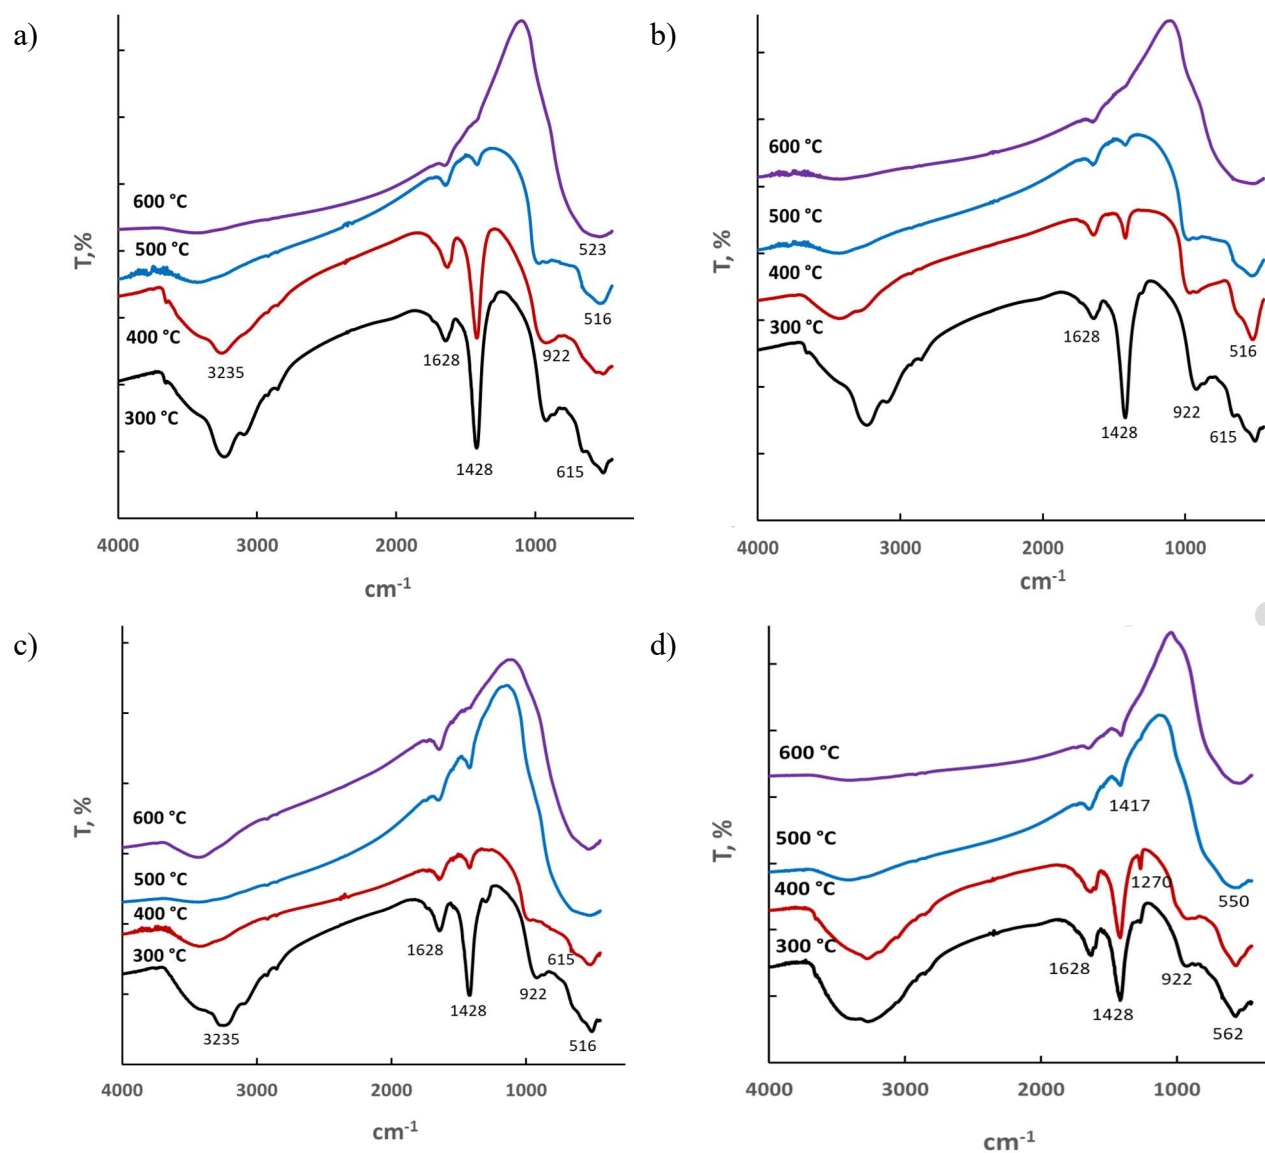 a)
T,%
600 °C
500 °C
400 °C
300 °C
3235
1628
1428
922
615
523
516
4000
3000
2000
1000
cm-1
b)
T, %
600 °C
500 °C
400 °C
300 °C
1628
1428
922
615
516
4000
3000
2000
1000
cm-1
c)
T, %
600 °C
500 °C
400 °C
300 °C
3235
1628
1428
922
615
516
4000
3000
2000
1000
cm-1
d)
T, %
600 °C
500 °C
400 °C
300 °C
1417
1270
550
1628
1428
922
562
4000
3000
2000
1000
cm-1